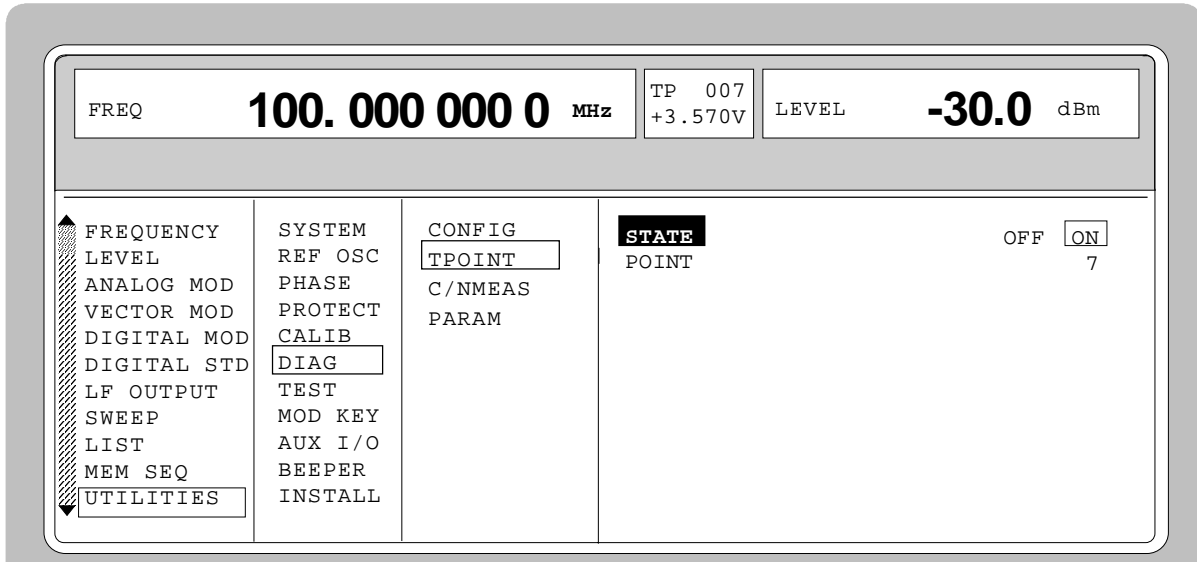 FREQ 100. 000 000 0 MHz
TP 007
+3.570V
LEVEL -30.0 dBm
FREQUENCY
LEVEL
ANALOG MOD
VECTOR MOD
DIGITAL MOD
DIGITAL STD
LF OUTPUT
SWEEP
LIST
MEM SEQ
UTILITIES
SYSTEM
REF OSC
PHASE
PROTECT
CALIB
DIAG
TEST
MOD KEY
AUX I/O
BEEPER
INSTALL
CONFIG
TPOINT
C/NMEAS
PARAM
STATE OFF ON
POINT 7